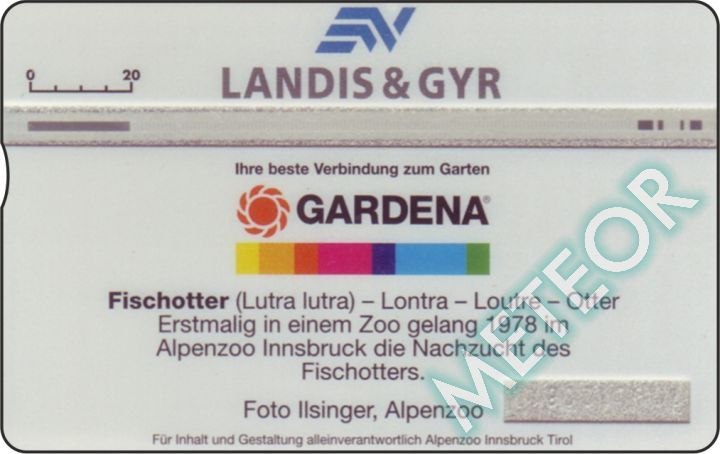 LANDIS & GYR
0 20
Ihre beste Verbindung zum Garten
GARDENA®
Fischotter (Lutra lutra) – Lontra – Loutre – Otter
Erstmalig in einem Zoo gelang 1978 im
Alpenzoo Innsbruck die Nachzucht des
Fischotters.
Foto Ilsinger, Alpenzoo
Für Inhalt und Gestaltung alleinverantwortlich Alpenzoo Innsbruck Tirol
METEOR